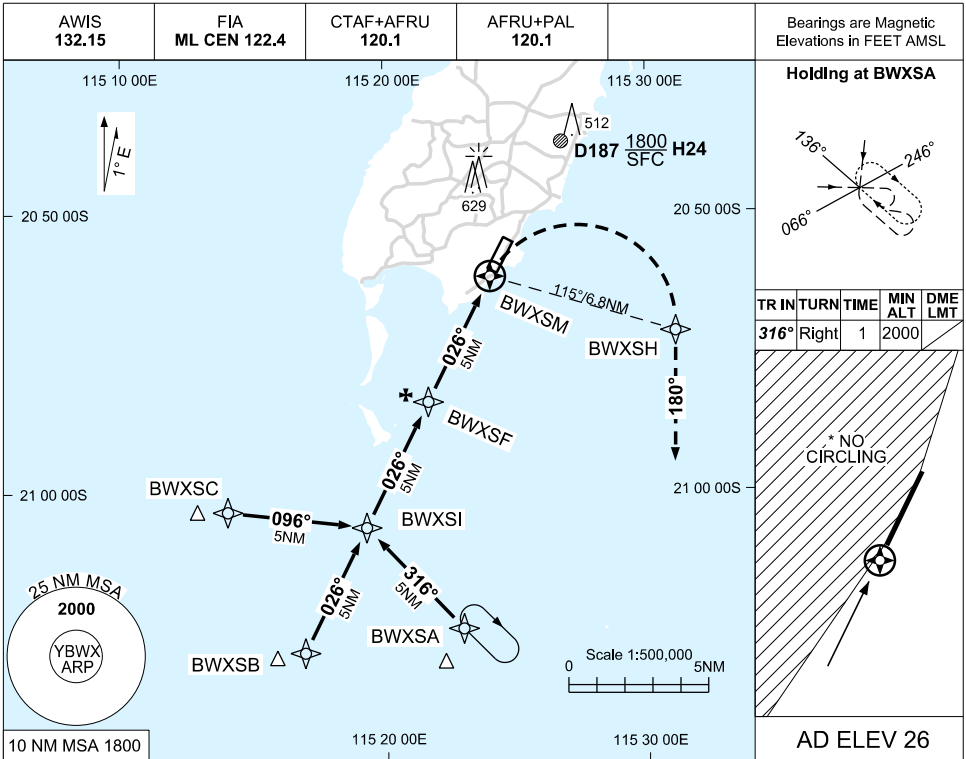 AWIS
132.15
FIA
ML CEN 122.4
CTAF+AFRU
120.1
AFRU+PAL
120.1
Bearings are Magnetic
Elevations in FEET AMSL
115 10 00E
115 20 00E
115 30 00E
1° E
512
D187 1800 H24
SFC
629
20 50 00S
20 50 00S
BWXSM
115°/6.8NM
BWXSH
026°
5NM
180°
BWXSF
026°
5NM
21 00 00S
21 00 00S
BWXSC
096°
5NM
BWXSI
026°
5NM
316°
5NM
BWXSA
BWXSB
25 NM MSA
2000
YBWX
ARP
10 NM MSA 1800
Scale 1:500,000
0
5NM
115 20 00E
115 30 00E
Holding at BWXSA
136°
246°
066°
TR IN TURN TIME MIN ALT DME LMT
316° Right 1 2000
* NO
CIRCLING
AD ELEV 26